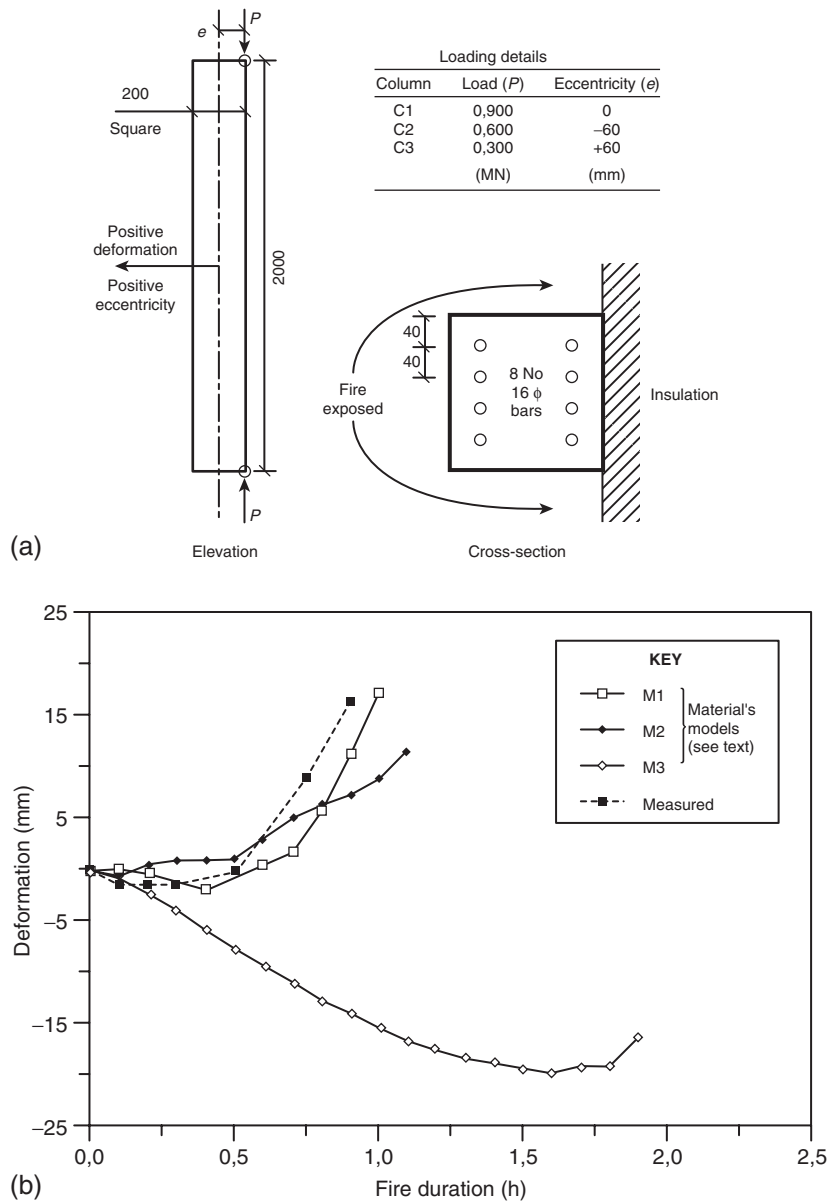 e
P
200
Square
Positive
deformation
Positive
eccentricity
2000
P
Elevation
(a)
Loading details
Column Load (P) Eccentricity (e)
C1 0,900 0
C2 0,600 –60
C3 0,300 +60
(MN) (mm)
40
40
Fire
exposed
8 No
16 ϕ
bars
Insulation
Cross-section
25
15
5
–5
–15
–25
Deformation (mm)
KEY
M1
M2
M3
Material's
models
(see text)
Measured
0,0 0,5 1,0 1,5 2,0 2,5
Fire duration (h)
(b)